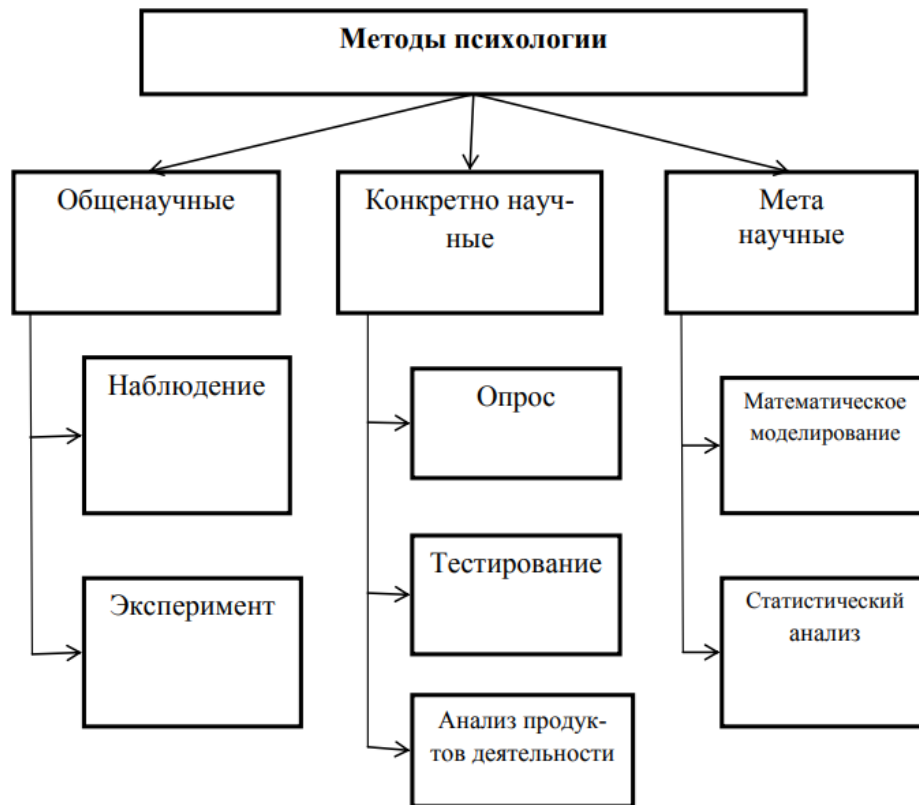 Методы психологии
Общенаучные
Конкретно науч-
ные
Мета
научные
Наблюдение
Опрос
Математическое
моделирование
Эксперимент
Тестирование
Статистический
анализ
Анализ продук-
тов деятельности